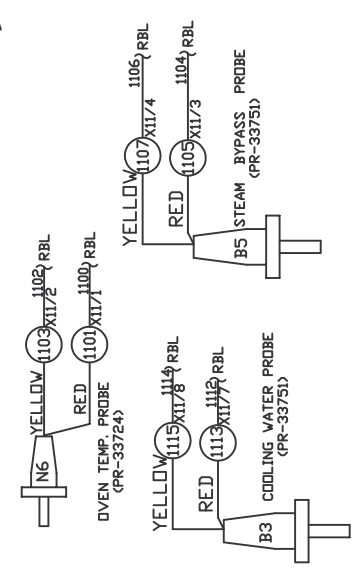 1106
RBL
1107
X11/4
YELLOW
1104
RBL
1105
X11/3
RED
B5
STEAM BYPASS PROBE
(PR-33751)
1102
RBL
1103
X11/2
YELLOW
1100
RBL
1101
X11/1
RED
N6
OVEN TEMP. PROBE
(PR-33724)
1114
RBL
1115
X11/8
YELLOW
1112
RBL
1113
X11/7
RED
B3
COOLING WATER PROBE
(PR-33751)